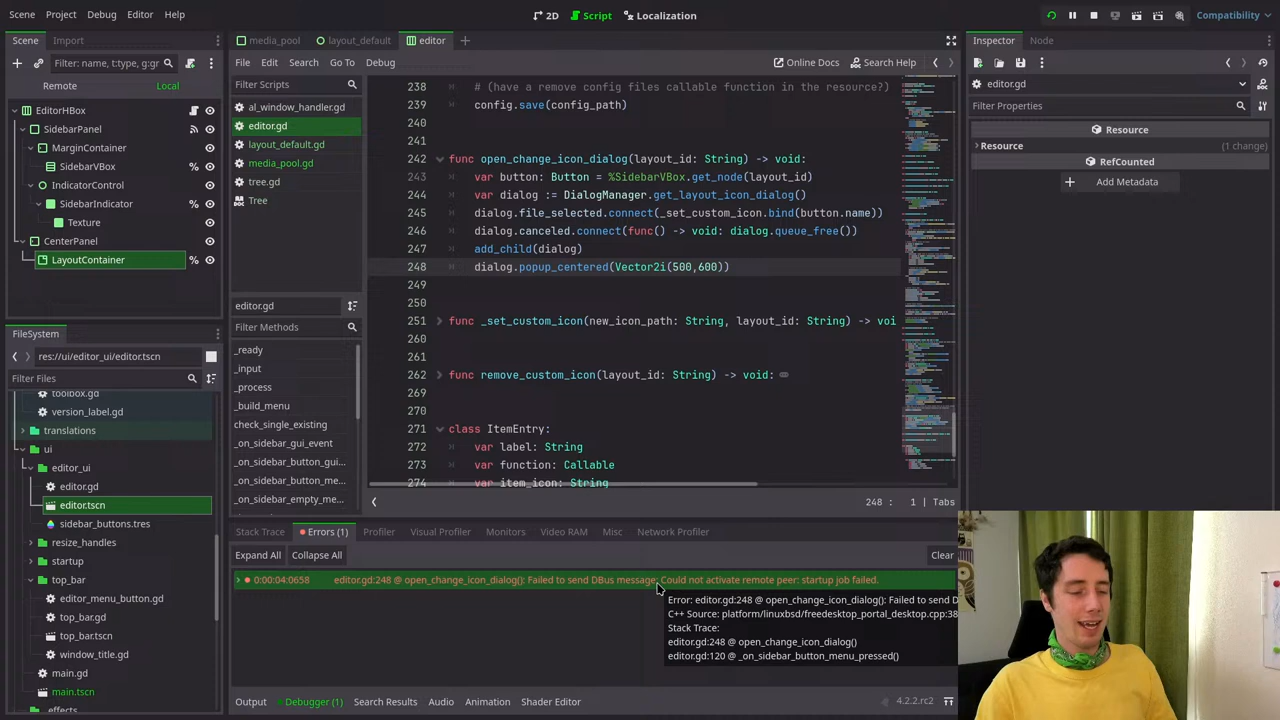 Scene Project Debug Editor Help
2D Script Localization
Compatibility
Scene Import
Filter: name, t:type, g:gr
Remote Local
EditorHBox
SidebarPanel
MarginContainer
SidebarVBox
IndicatorControl
SidebarIndicator
Texture
CenterPanel
LayoutContainer
FileSystem
Filter Files
toolbox.gd
version_label.gd
translations
ui
editor_ui
editor.gd
editor.tscn
sidebar_buttons.tres
resize_handles
startup
top_bar
editor_menu_button.gd
top_bar.gd
top_bar.tscn
window_title.gd
main.gd
main.tscn
effects
media_pool layout_default editor
File Edit Search Go To Debug
Online Docs Search Help
Filter Scripts
al_window_handler.gd
editor.gd
layout_default.gd
media_pool.gd
tree.gd
Tree
editor.gd
Filter Methods
_ready
_input
_process
_build_menu
_on_sidebar_gui_event
_on_sidebar_button_gui...
_on_sidebar_button_me...
_on_sidebar_empty_me...
238 # (have a remove config file callable function in the resource?)
239 config.save(config_path)
240
241
242 func open_change_icon_dialog(layout_id: String) -> void:
243 var button: Button = %SidebarVBox.get_node(layout_id)
244 var dialog := DialogManager.get_layout_icon_dialog()
245 dialog.file_selected.connect(_set_custom_icon.bind(button.name))
246 dialog.canceled.connect(func() -> void: dialog.queue_free())
247 add_child(dialog)
248 dialog.popup_centered(Vector2i(500,600))
249
250
251 func _set_custom_icon(new_icon_path: String, layout_id: String) -> voi
260
261
262 func remove_custom_icon(layout_id: String) -> void:
269
270
271 class ItemEntry:
272 var label: String
273 var function: Callable
274 var item_icon: String
248 : 1 | Tabs
Stack Trace Errors (1) Profiler Visual Profiler Monitors Video RAM Misc Network Profiler
Expand All Collapse All Clear
0:00:04:0658 editor.gd:248 @ open_change_icon_dialog(): Failed to send DBus message: Could not activate remote peer: startup job failed.
Error: editor.gd:248 @ open_change_icon_dialog(): Failed to send D
C++ Source: platform/linuxbsd/freedesktop_portal_desktop.cpp:38
Stack Trace:
editor.gd:248 @ open_change_icon_dialog()
editor.gd:120 @ _on_sidebar_button_menu_pressed()
Output Debugger (1) Search Results Audio Animation Shader Editor
4.2.2.rc2
Inspector Node
editor.gd
Filter Properties
Resource
Resource (1 change)
RefCounted
Add Metadata